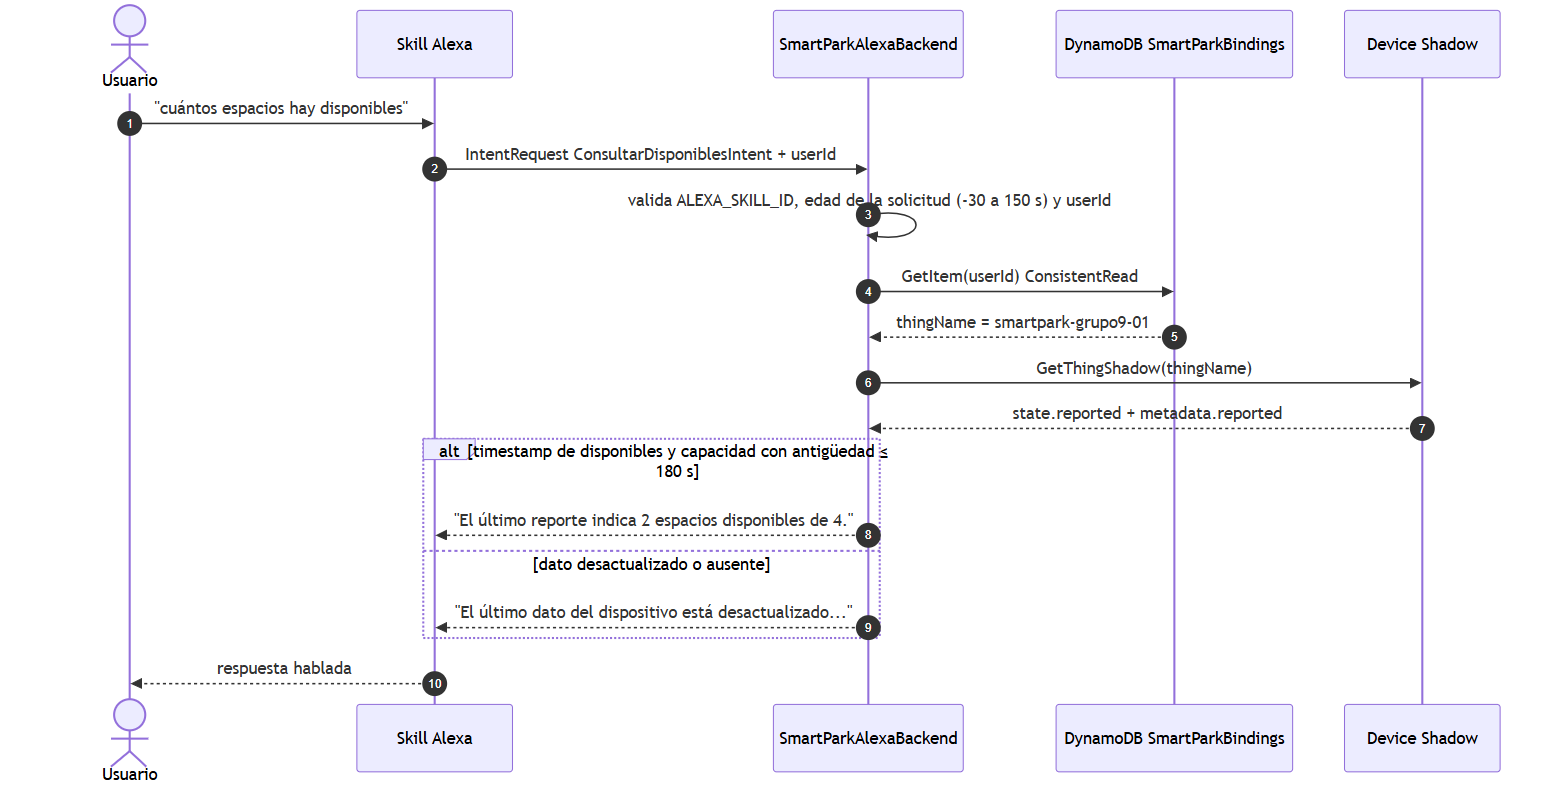 Usuario
Skill Alexa
SmartParkAlexaBackend
DynamoDB SmartParkBindings
Device Shadow
"cuántos espacios hay disponibles"
1
IntentRequest ConsultarDisponiblesIntent + userId
2
valida ALEXA_SKILL_ID, edad de la solicitud (-30 a 150 s) y userId
3
GetItem(userId) ConsistentRead
4
thingName = smartpark-grupo9-01
5
GetThingShadow(thingName)
6
state.reported + metadata.reported
7
alt [timestamp de disponibles y capacidad con antigüedad ≤
180 s]
"El último reporte indica 2 espacios disponibles de 4."
8
[dato desactualizado o ausente]
"El último dato del dispositivo está desactualizado..."
9
respuesta hablada
10
Usuario
Skill Alexa
SmartParkAlexaBackend
DynamoDB SmartParkBindings
Device Shadow